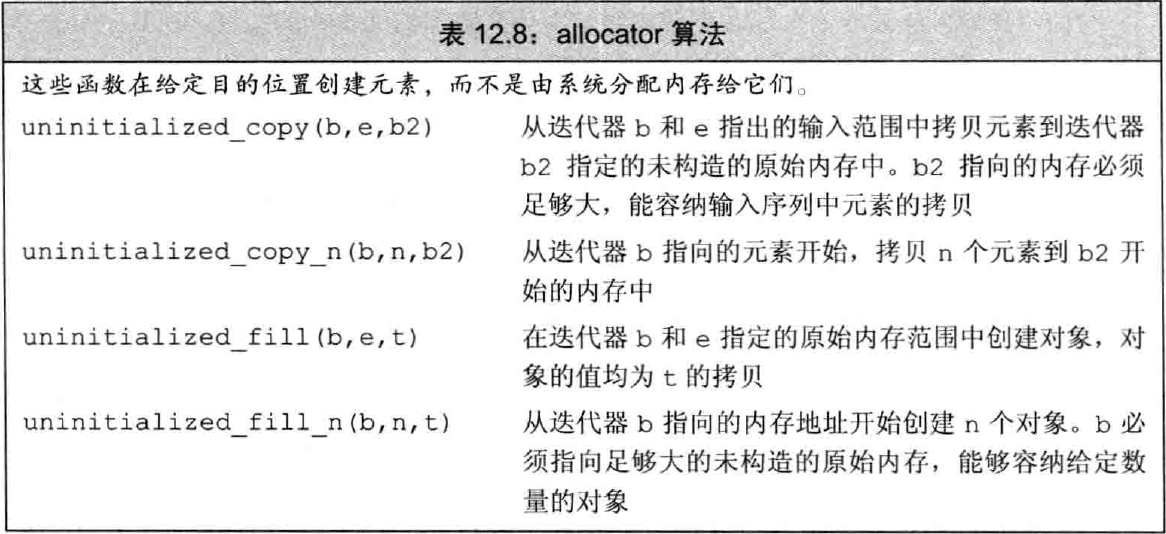 表 12.8：allocator 算法
这些函数在给定目的位置创建元素，而不是由系统分配内存给它们。
uninitialized_copy(b,e,b2) 从迭代器 b 和 e 指出的输入范围中拷贝元素到迭代器
b2 指定的未构造的原始内存中。b2 指向的内存必须
足够大，能容纳输入序列中元素的拷贝
uninitialized_copy_n(b,n,b2) 从迭代器 b 指向的元素开始，拷贝 n 个元素到 b2 开
始的内存中
uninitialized_fill(b,e,t) 在迭代器 b 和 e 指定的原始内存范围中创建对象，对
象的值均为 t 的拷贝
uninitialized_fill_n(b,n,t) 从迭代器 b 指向的内存地址开始创建 n 个对象。b 必
须指向足够大的未构造的原始内存，能够容纳给定数
量的对象